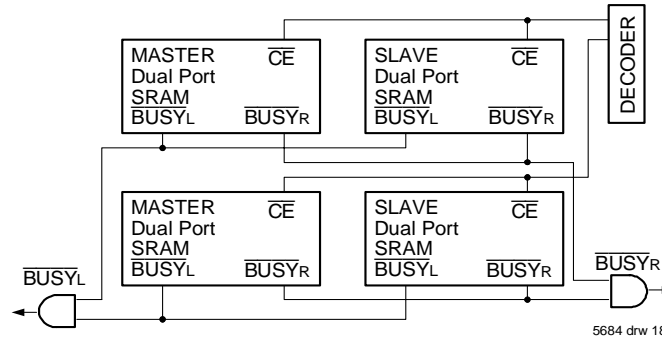 MASTER
Dual Port
SRAM
CE
BUSYL
BUSYR
SLAVE
Dual Port
SRAM
CE
BUSYL
BUSYR
DECODER
MASTER
Dual Port
SRAM
CE
BUSYL
BUSYR
SLAVE
Dual Port
SRAM
CE
BUSYL
BUSYR
BUSYL
BUSYR
5684 drw 18